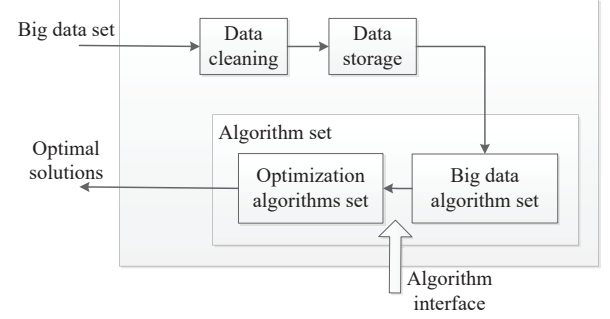 Big data set
Data
cleaning
Data
storage
Algorithm set
Optimal
solutions
Optimization
algorithms set
Big data
algorithm set
Algorithm
interface